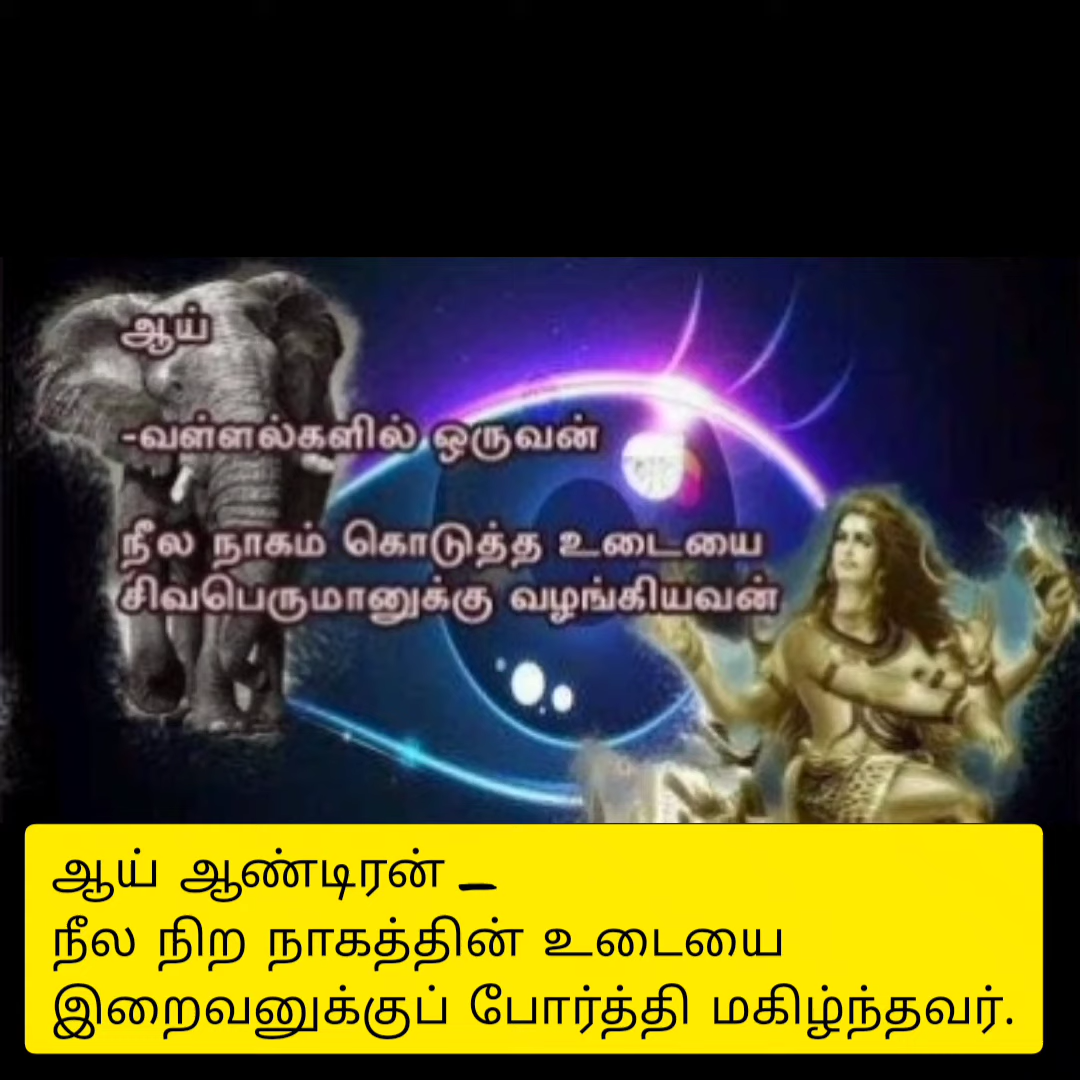 ஆய்
-வள்ளல்களில் ஒருவன்
நீல நாகம் கொடுத்த உடையை
சிவபெருமானுக்கு வழங்கியவன்
ஆய் ஆண்டிரன் –
நீல நிற நாகத்தின் உடையை
இறைவனுக்குப் போர்த்தி மகிழ்ந்தவர்.